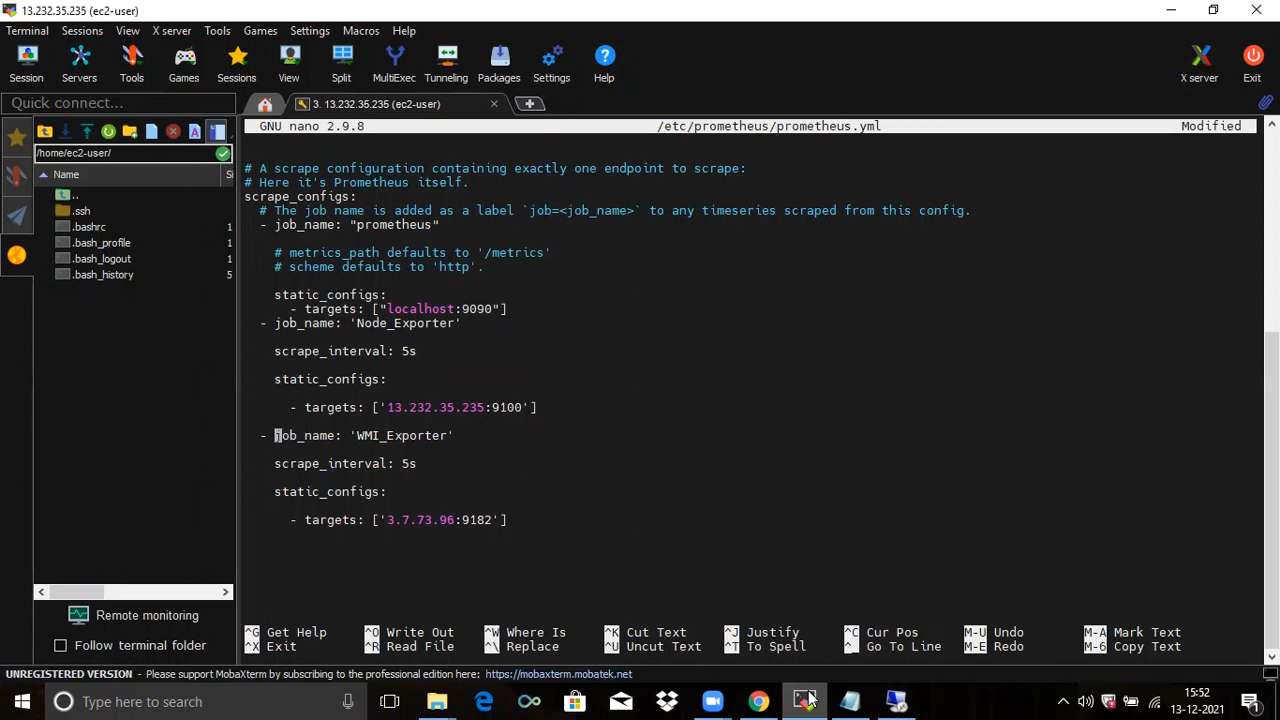 13.232.35.235 (ec2-user)
Terminal Sessions View X server Tools Games Settings Macros Help
Session Servers Tools Games Sessions View Split MultiExec Tunneling Packages Settings Help X server Exit
Quick connect...
3. 13.232.35.235 (ec2-user)
/home/ec2-user/
Name Si
..
.ssh
.bashrc 1
.bash_profile 1
.bash_logout 1
.bash_history 5
Remote monitoring
Follow terminal folder
GNU nano 2.9.8 /etc/prometheus/prometheus.yml Modified
# A scrape configuration containing exactly one endpoint to scrape:
# Here it's Prometheus itself.
scrape_configs:
# The job name is added as a label `job=<job_name>` to any timeseries scraped from this config.
- job_name: "prometheus"
# metrics_path defaults to '/metrics'
# scheme defaults to 'http'.
static_configs:
- targets: ["localhost:9090"]
- job_name: 'Node_Exporter'
scrape_interval: 5s
static_configs:
- targets: ['13.232.35.235:9100']
- job_name: 'WMI_Exporter'
scrape_interval: 5s
static_configs:
- targets: ['3.7.73.96:9182']
^G Get Help ^O Write Out ^W Where Is ^K Cut Text ^J Justify ^C Cur Pos M-U Undo M-A Mark Text
^X Exit ^R Read File ^\ Replace ^U Uncut Text ^T To Spell ^_ Go To Line M-E Redo M-6 Copy Text
UNREGISTERED VERSION - Please support MobaXterm by subscribing to the professional edition here: https://mobaxterm.mobatek.net
Type here to search
15:52
13-12-2021
1